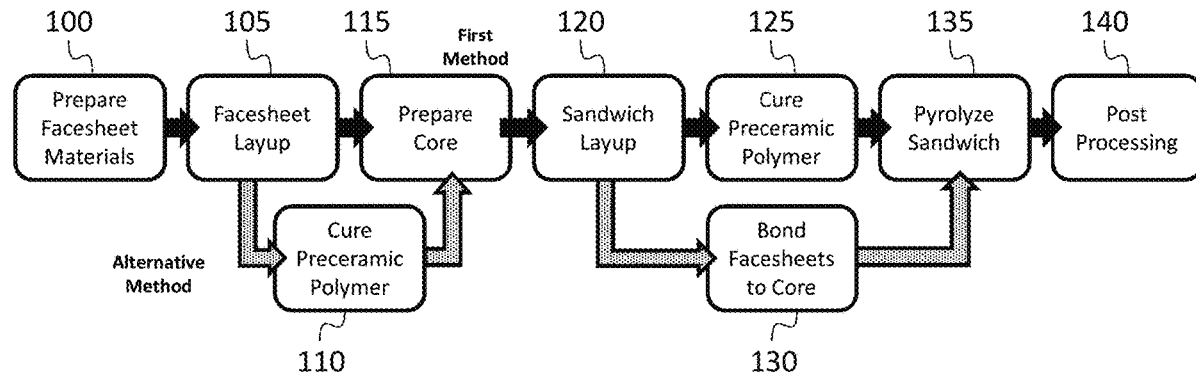 100
105
115
First
Method
120
125
135
140
Prepare
Facesheet
Materials
Facesheet
Layup
Prepare
Core
Sandwich
Layup
Cure
Preceramic
Polymer
Pyrolyze
Sandwich
Post
Processing
Alternative
Method
Cure
Preceramic
Polymer
Bond
Facesheets
to Core
110
130